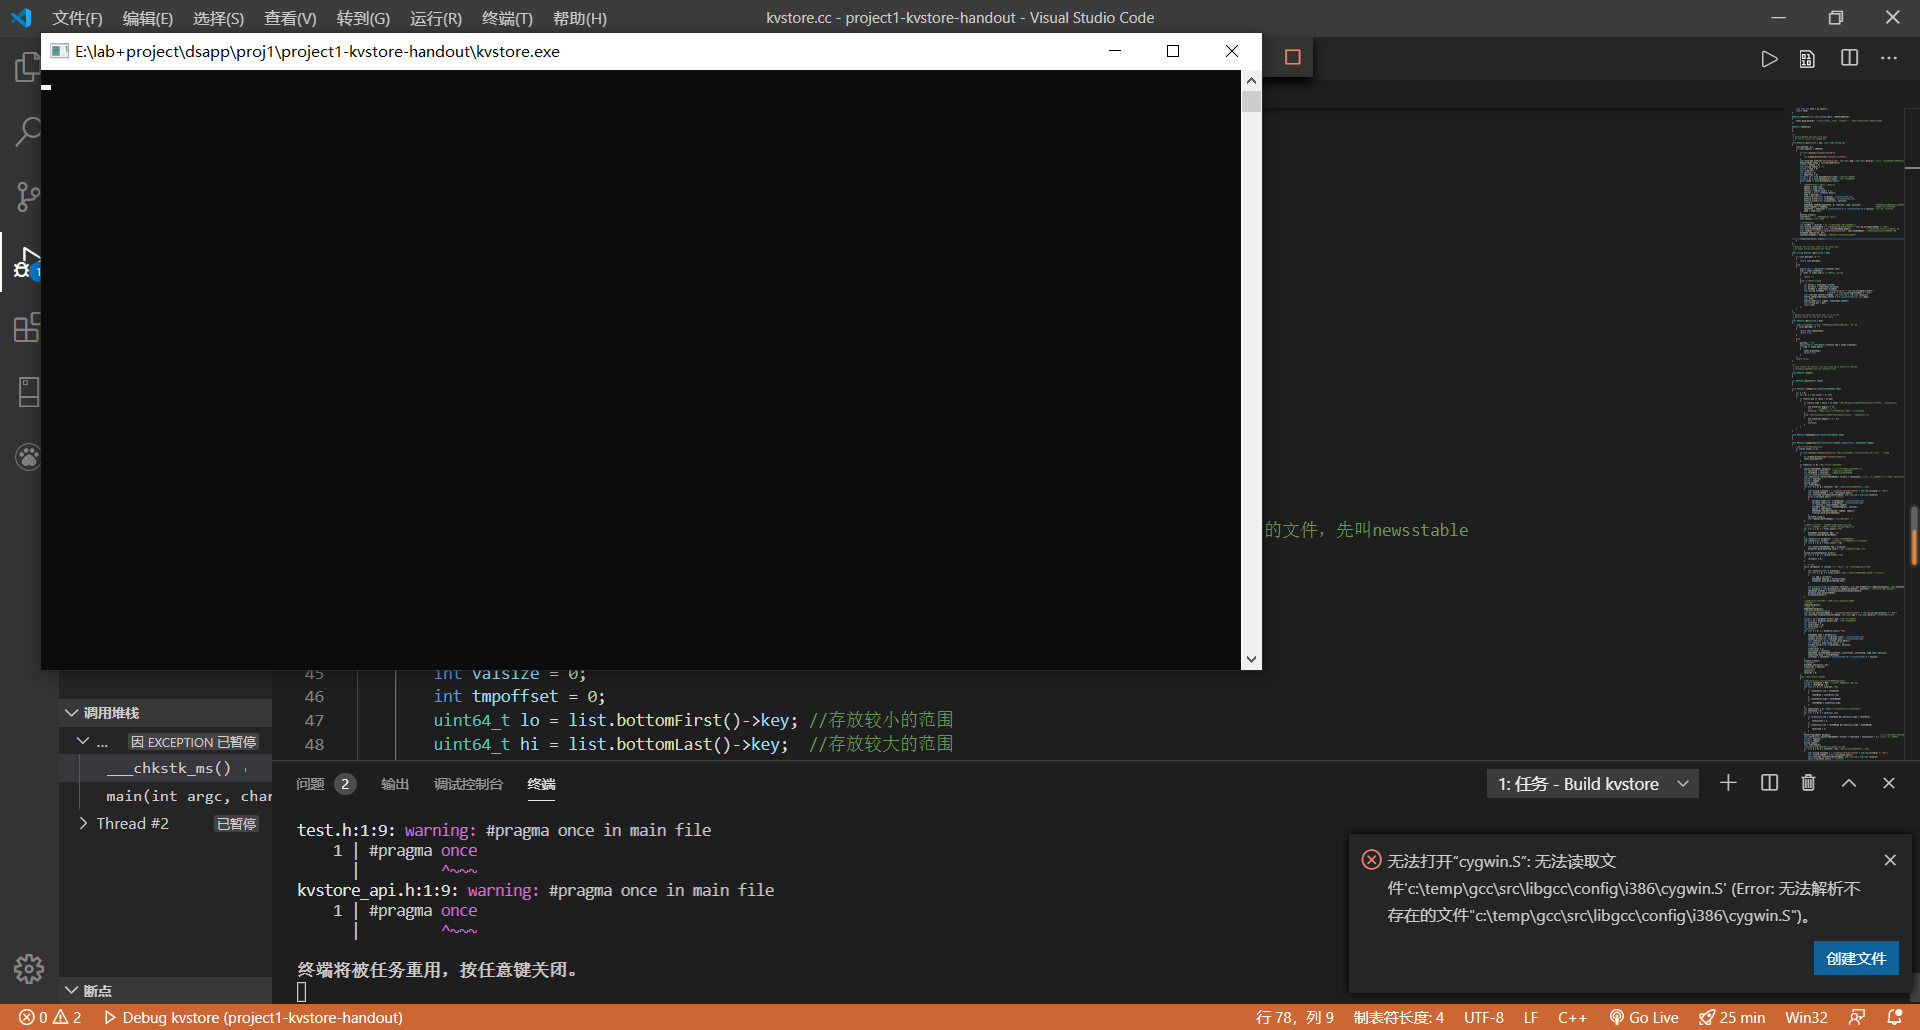 文件(F) 编辑(E) 选择(S) 查看(V) 转到(G) 运行(R) 终端(T) 帮助(H)
kvstore.cc - project1-kvstore-handout - Visual Studio Code
E:\lab+project\dsapp\proj1\project1-kvstore-handout\kvstore.exe
1
的文件，先叫newsstable
45 int valsize = 0;
46 int tmpoffset = 0;
47 uint64_t lo = list.bottomFirst()->key; //存放较小的范围
48 uint64_t hi = list.bottomLast()->key; //存放较大的范围
调用堆栈
... 因 EXCEPTION 已暂停
___chkstk_ms()
main(int argc, char
Thread #2 已暂停
断点
问题 2 输出 调试控制台 终端
1: 任务 - Build kvstore
test.h:1:9: warning: #pragma once in main file
1 | #pragma once
| ^~~~
kvstore_api.h:1:9: warning: #pragma once in main file
1 | #pragma once
| ^~~~
终端将被任务重用，按任意键关闭。
无法打开"cygwin.S": 无法读取文
件'c:\temp\gcc\src\libgcc\config\i386\cygwin.S' (Error: 无法解析不
存在的文件"c:\temp\gcc\src\libgcc\config\i386\cygwin.S")。
创建文件
0 2 Debug kvstore (project1-kvstore-handout)
行 78，列 9 制表符长度: 4 UTF-8 LF C++ Go Live 25 min Win32